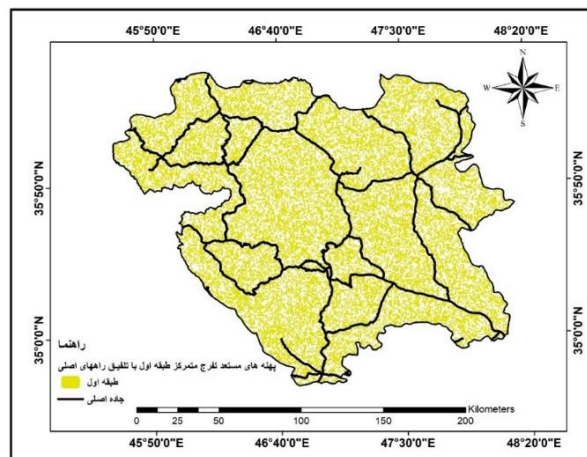 45°50'0"E 46°40'0"E 47°30'0"E 48°20'0"E
N
W E
S
35°50'0"N 35°50'0"N
35°0'0"N 35°0'0"N
راهنما
پهنه های مستعد تفرج متمرکز طبقه اول با تلفیق راههای اصلی
طبقه اول
جاده اصلی
Kilometers
0 25 50 100 150 200
45°50'0"E 46°40'0"E 47°30'0"E 48°20'0"E